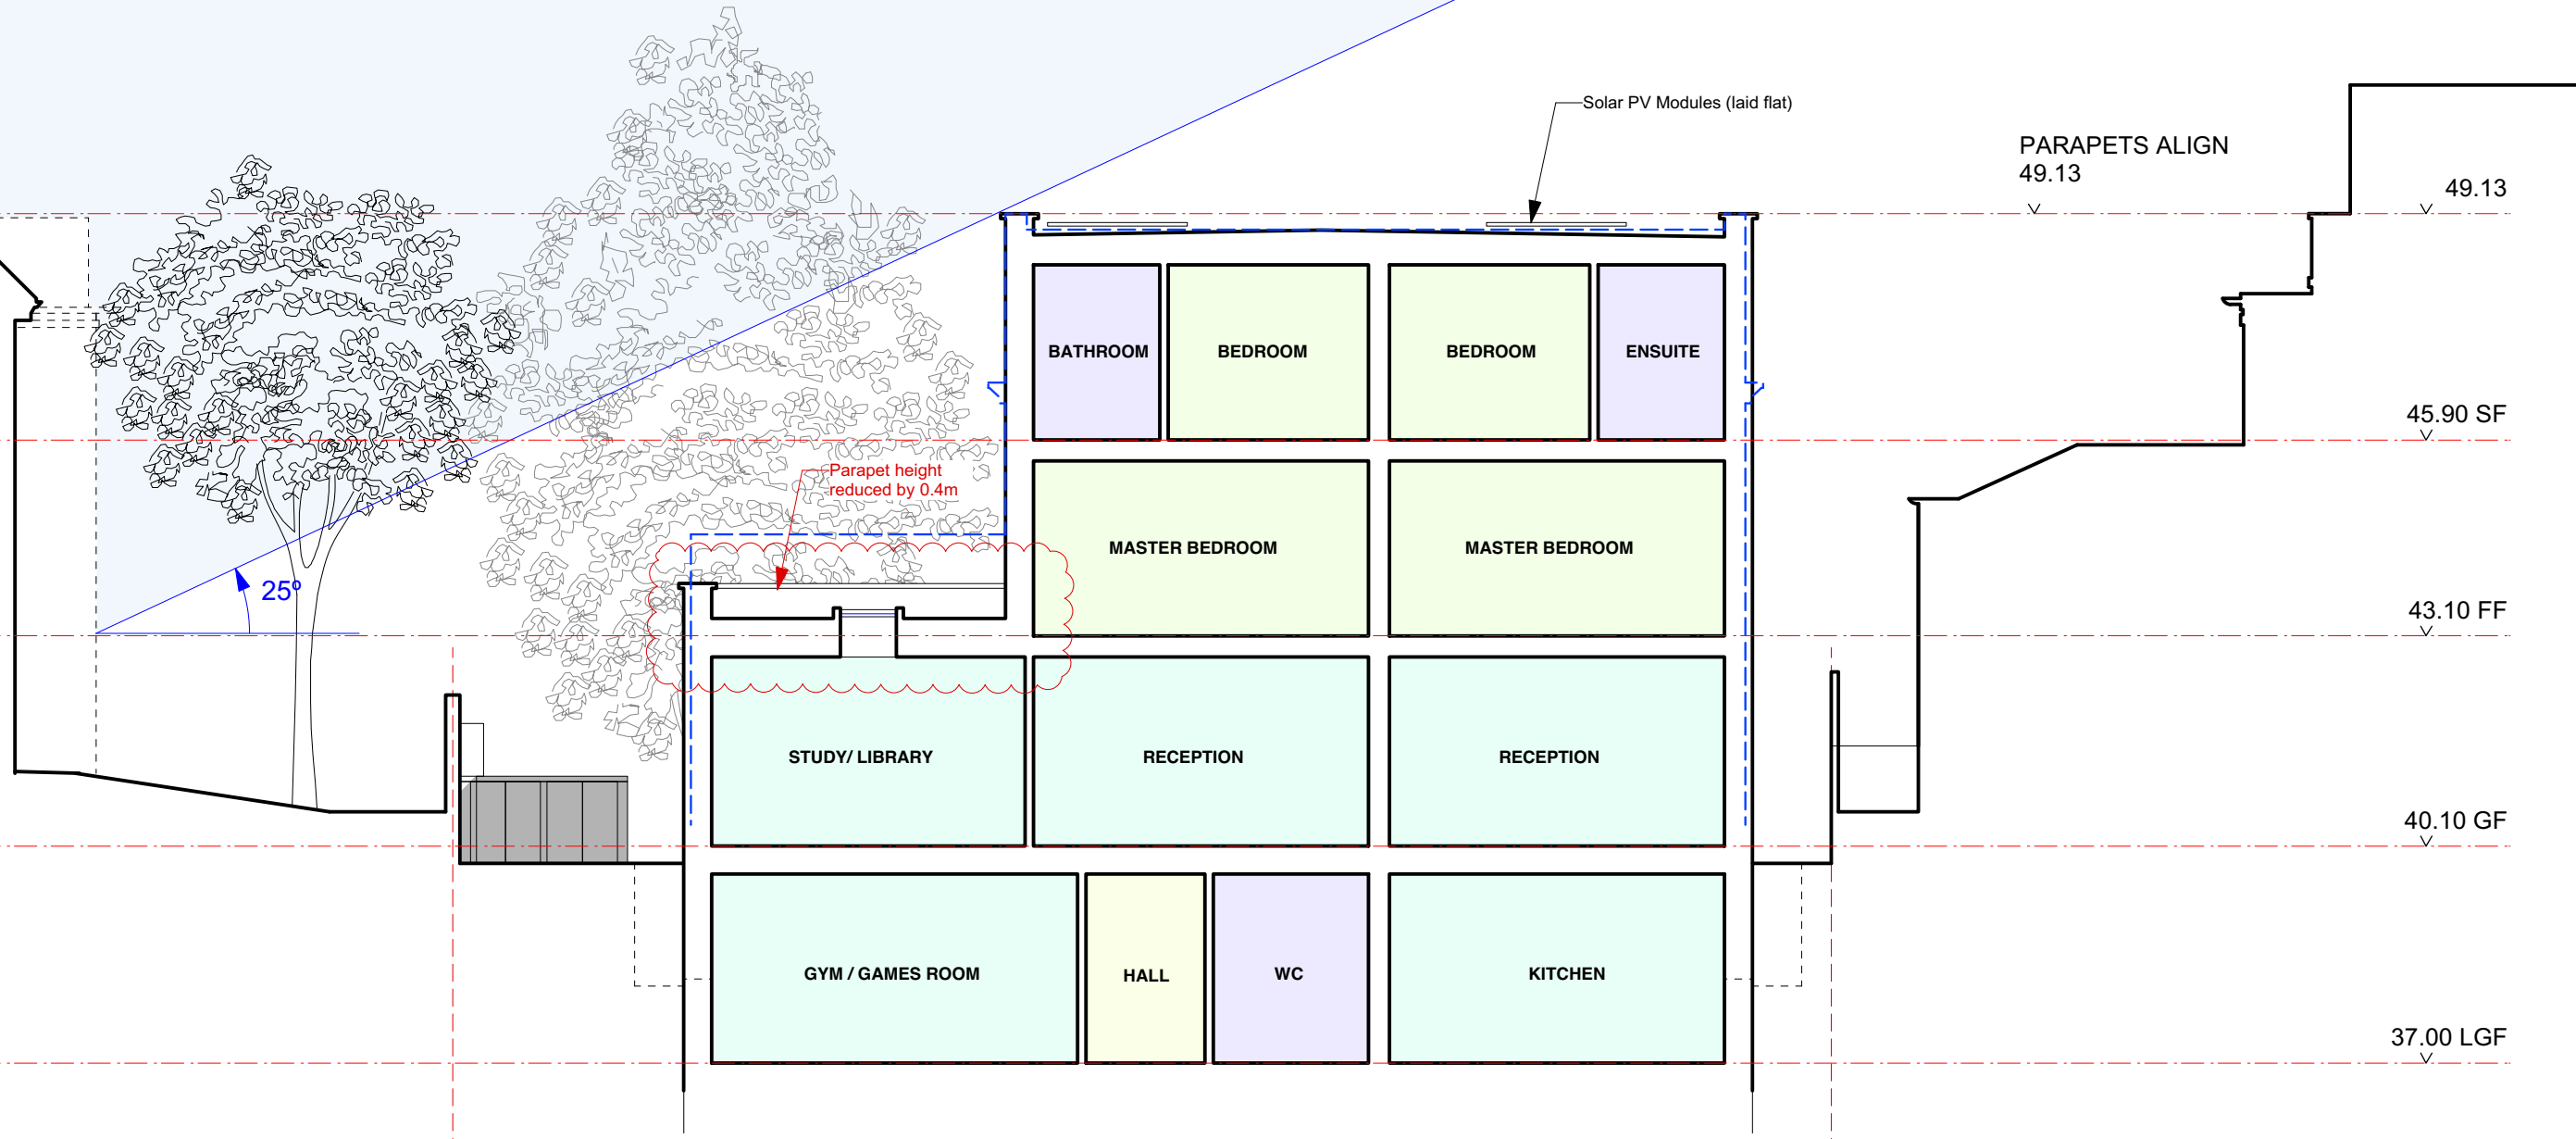 Solar PV Modules (laid flat)
PARAPETS ALIGN
49.13
49.13
BATHROOM
BEDROOM
BEDROOM
ENSUITE
45.90 SF
Parapet height
reduced by 0.4m
MASTER BEDROOM
MASTER BEDROOM
25º
43.10 FF
STUDY/ LIBRARY
RECEPTION
RECEPTION
40.10 GF
GYM / GAMES ROOM
HALL
WC
KITCHEN
37.00 LGF